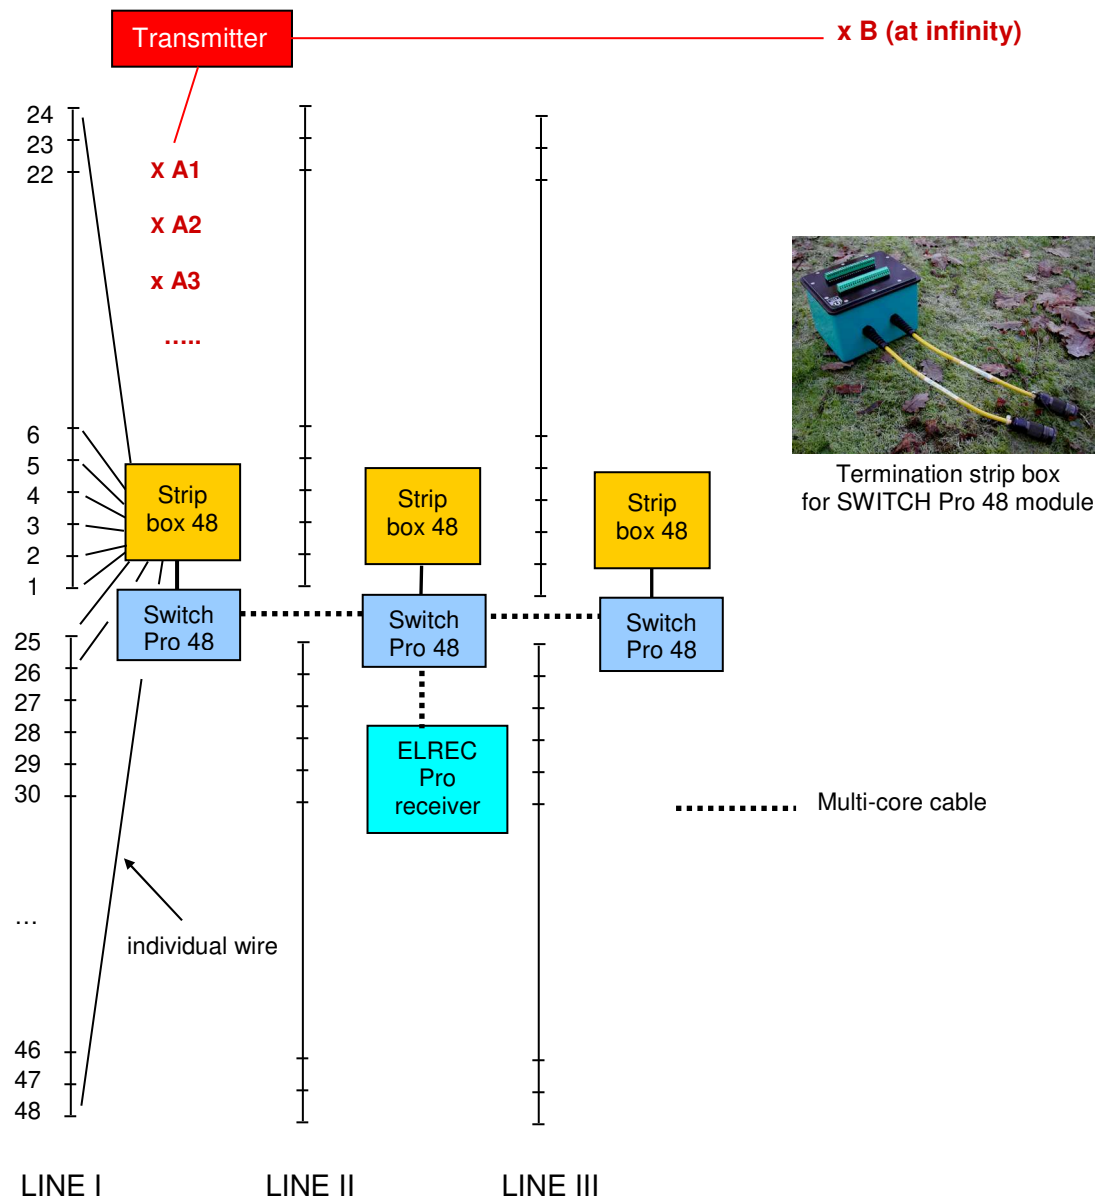 Transmitter
x B (at infinity)
24
23
22
X A1
X A2
x A3
.....
6
5
4
3
2
1
Strip
box 48
Strip
box 48
Strip
box 48
Switch
Pro 48
Switch
Pro 48
Switch
Pro 48
Termination strip box
for SWITCH Pro 48 module
25
26
27
28
29
30
ELREC
Pro
receiver
Multi-core cable
...
individual wire
46
47
48
LINE I
LINE II
LINE III